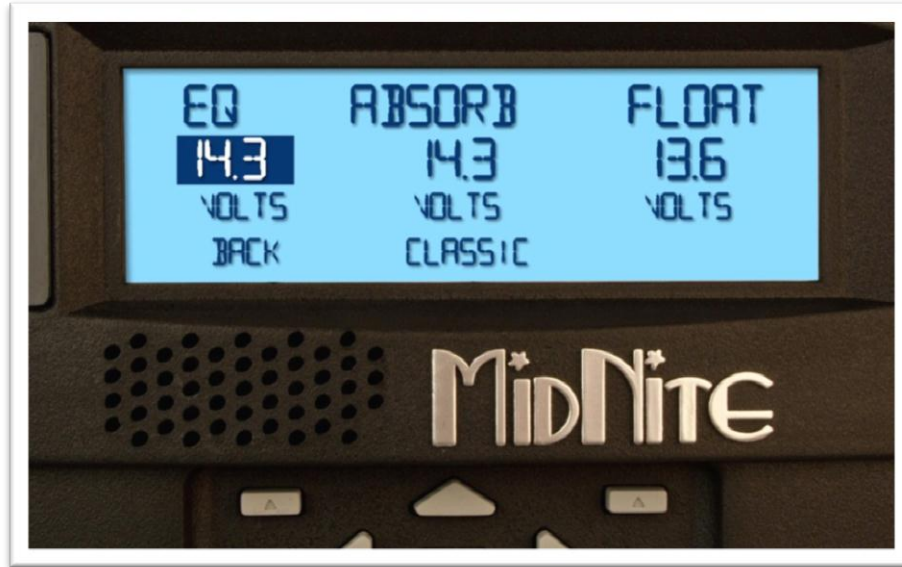 EQ ABSORB FLOAT
14.3 14.3 13.6
VOLTS VOLTS VOLTS
BACK CLASSIC
MIDNITE